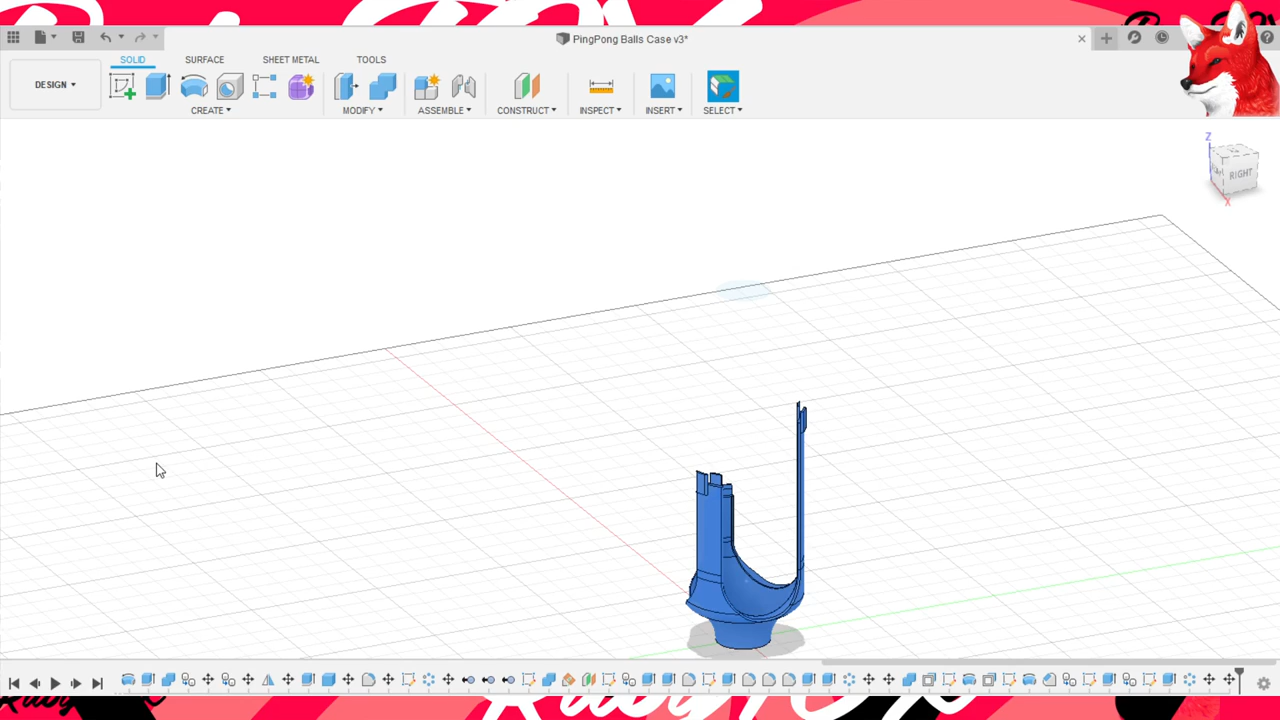 PingPong Balls Case v3*
SOLID SURFACE SHEET METAL TOOLS
DESIGN
CREATE MODIFY ASSEMBLE CONSTRUCT INSPECT INSERT SELECT
Z
RIGHT
X